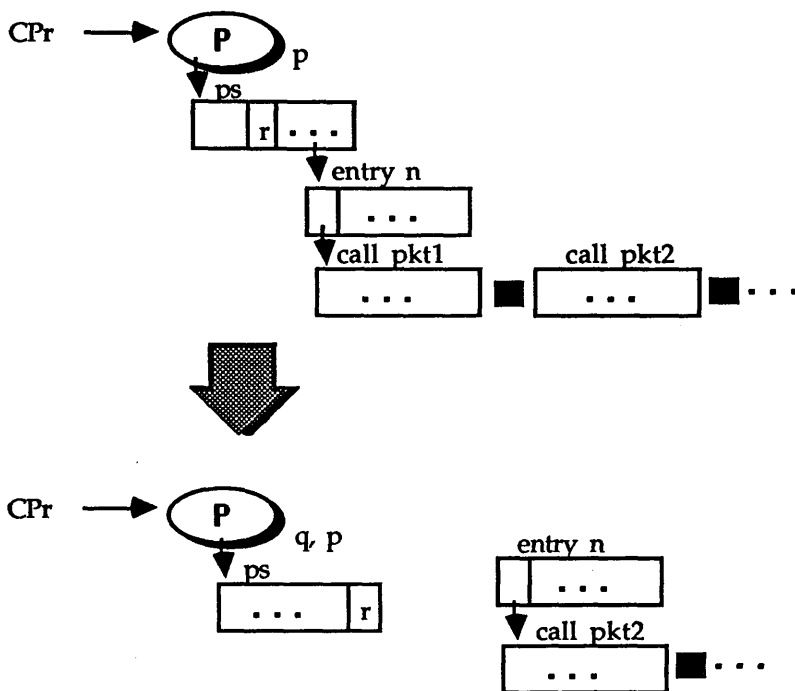 CPr P
p
ps
r . . .
entry n
. . .
call pkt1 call pkt2
. . . . . . . . .
CPr P
q, p
entry n
ps
. . .
. . . r
call pkt2
. . . . . .